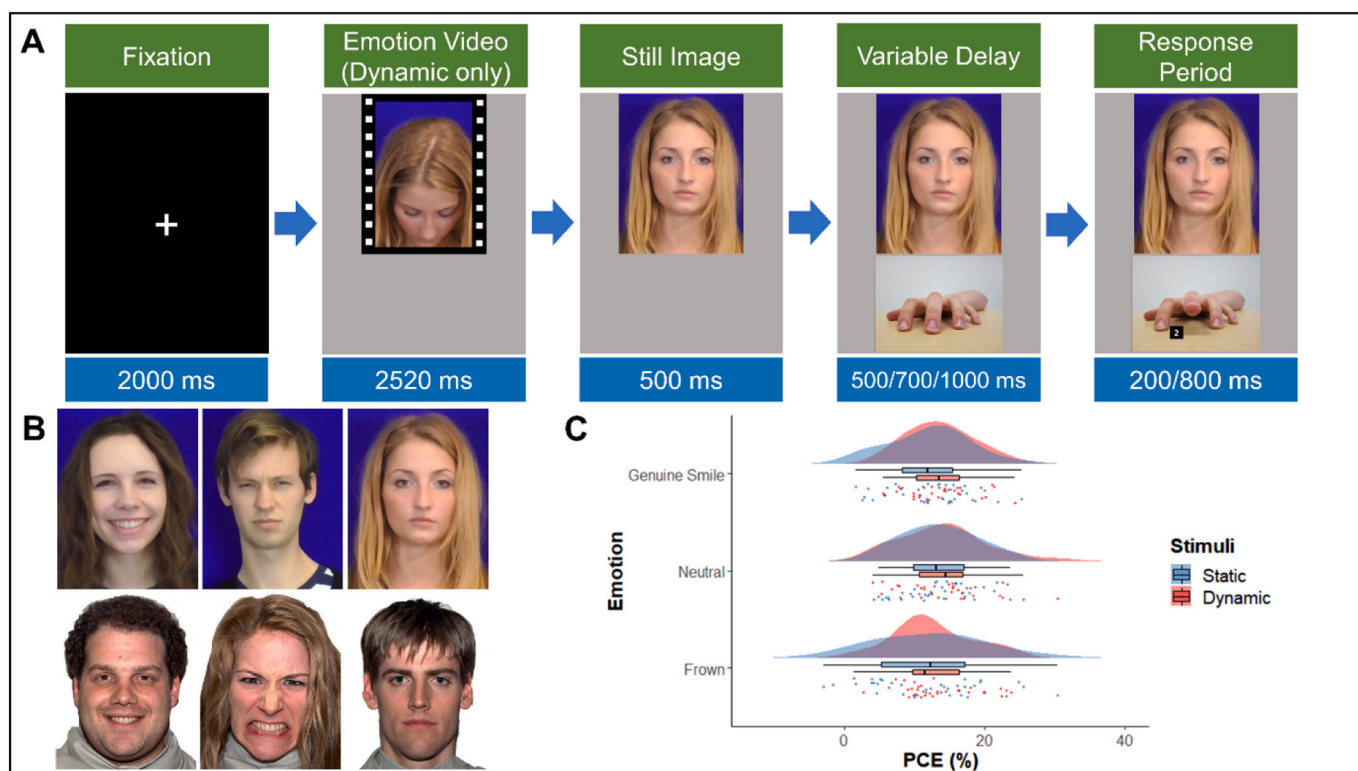 A
Fixation
Emotion Video
(Dynamic only)
Still Image
Variable Delay
Response
Period
+
2
2000 ms
2520 ms
500 ms
500/700/1000 ms
200/800 ms
B
C
Genuine Smile
Neutral
Frown
Emotion
0
20
40
PCE (%)
Stimuli
Static
Dynamic